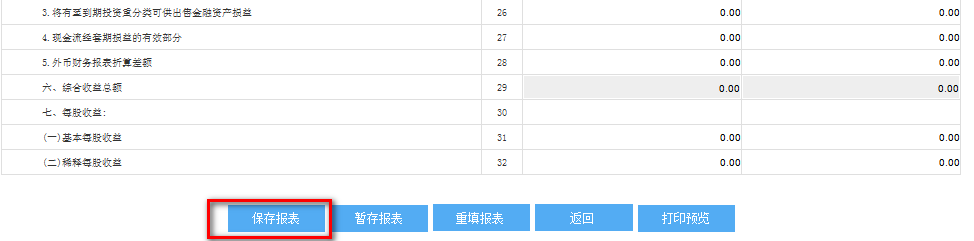 3.将有至到期投资重分类可供出售金融资产损益 26 0.00 0.00
4.现金流经套期损益的有效部分 27 0.00 0.00
5.外币财务报表折算差额 28 0.00 0.00
六、综合收益总额 29 0.00 0.00
七、每股收益: 30
(一)基本每股收益 31 0.00 0.00
(二)稀释每股收益 32 0.00 0.00
保存报表 暂存报表 重填报表 返回 打印预览